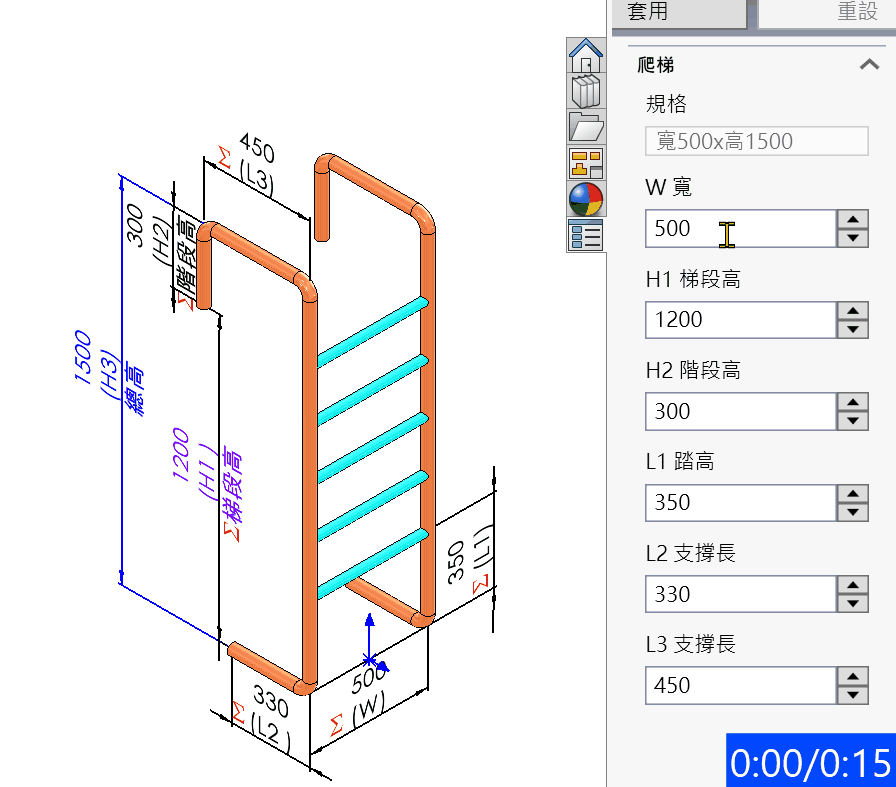 套用
重設
爬梯
規格
寬500x高1500
W 寬
500
H1 梯段高
1200
H2 階段高
300
L1 踏高
350
L2 支撐長
330
L3 支撐長
450
0:00/0:15
450
Σ (L3)
300
(H2)
Σ階段高
1500
(H3)
總高
1200
(H1)
Σ梯段高
350
Σ (L1)
500
Σ (W)
330
Σ (L2)